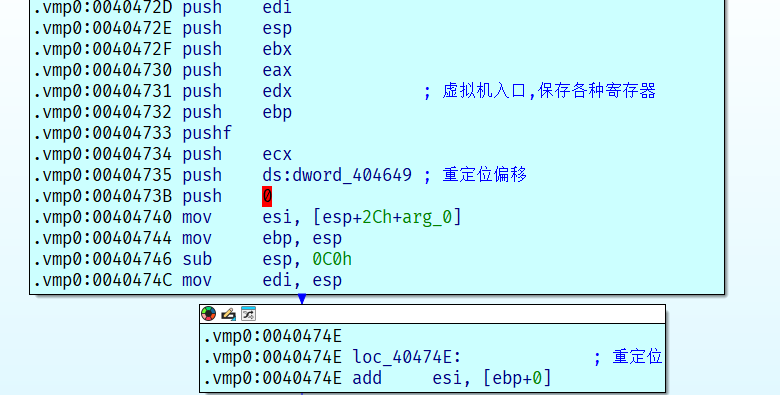 .vmp0:0040472D push    edi
.vmp0:0040472E push    esp
.vmp0:0040472F push    ebx
.vmp0:00404730 push    eax
.vmp0:00404731 push    edx             ; 虚拟机入口,保存各种寄存器
.vmp0:00404732 push    ebp
.vmp0:00404733 pushf
.vmp0:00404734 push    ecx
.vmp0:00404735 push    ds:dword_404649 ; 重定位偏移
.vmp0:0040473B push    0
.vmp0:00404740 mov     esi, [esp+2Ch+arg_0]
.vmp0:00404744 mov     ebp, esp
.vmp0:00404746 sub     esp, 0C0h
.vmp0:0040474C mov     edi, esp
.vmp0:0040474E
.vmp0:0040474E loc_40474E:             ; 重定位
.vmp0:0040474E add     esi, [ebp+0]